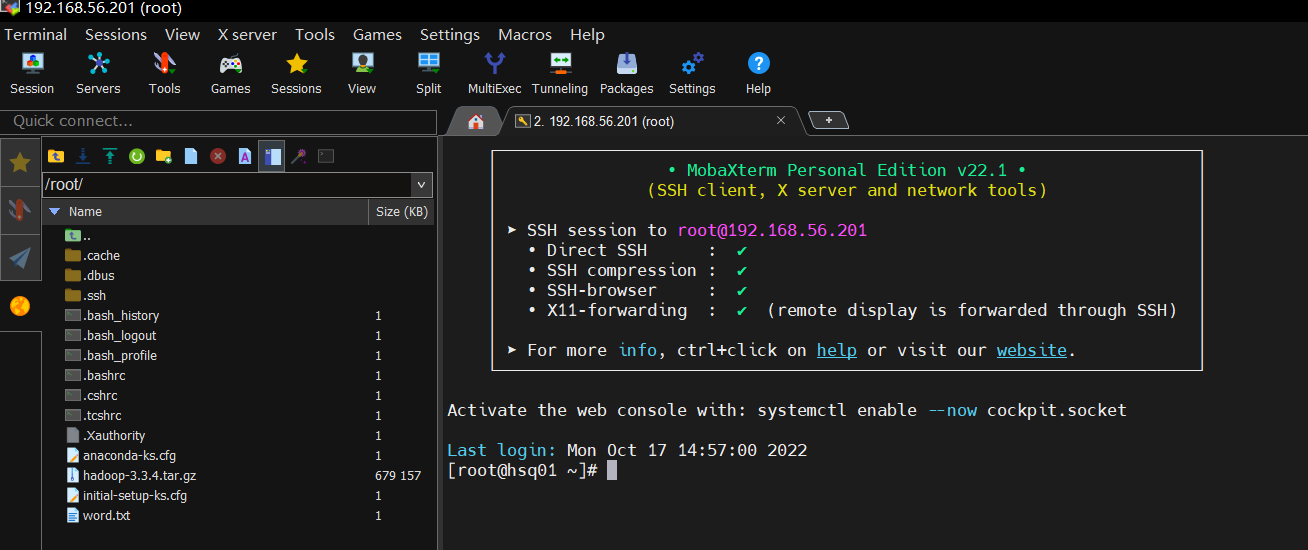 192.168.56.201 (root)
Terminal Sessions View X server Tools Games Settings Macros Help
Session Servers Tools Games Sessions View Split MultiExec Tunneling Packages Settings Help
Quick connect...
2. 192.168.56.201 (root)
/root/
Name Size (KB)
..
.cache
.dbus
.ssh
.bash_history 1
.bash_logout 1
.bash_profile 1
.bashrc 1
.cshrc 1
.tcshrc 1
.Xauthority 1
anaconda-ks.cfg 1
hadoop-3.3.4.tar.gz 679 157
initial-setup-ks.cfg 1
word.txt 1
• MobaXterm Personal Edition v22.1 •
(SSH client, X server and network tools)
➤ SSH session to root@192.168.56.201
• Direct SSH : ✔
• SSH compression : ✔
• SSH-browser : ✔
• X11-forwarding : ✔ (remote display is forwarded through SSH)
➤ For more info, ctrl+click on help or visit our website.
Activate the web console with: systemctl enable --now cockpit.socket
Last login: Mon Oct 17 14:57:00 2022
[root@hsq01 ~]#